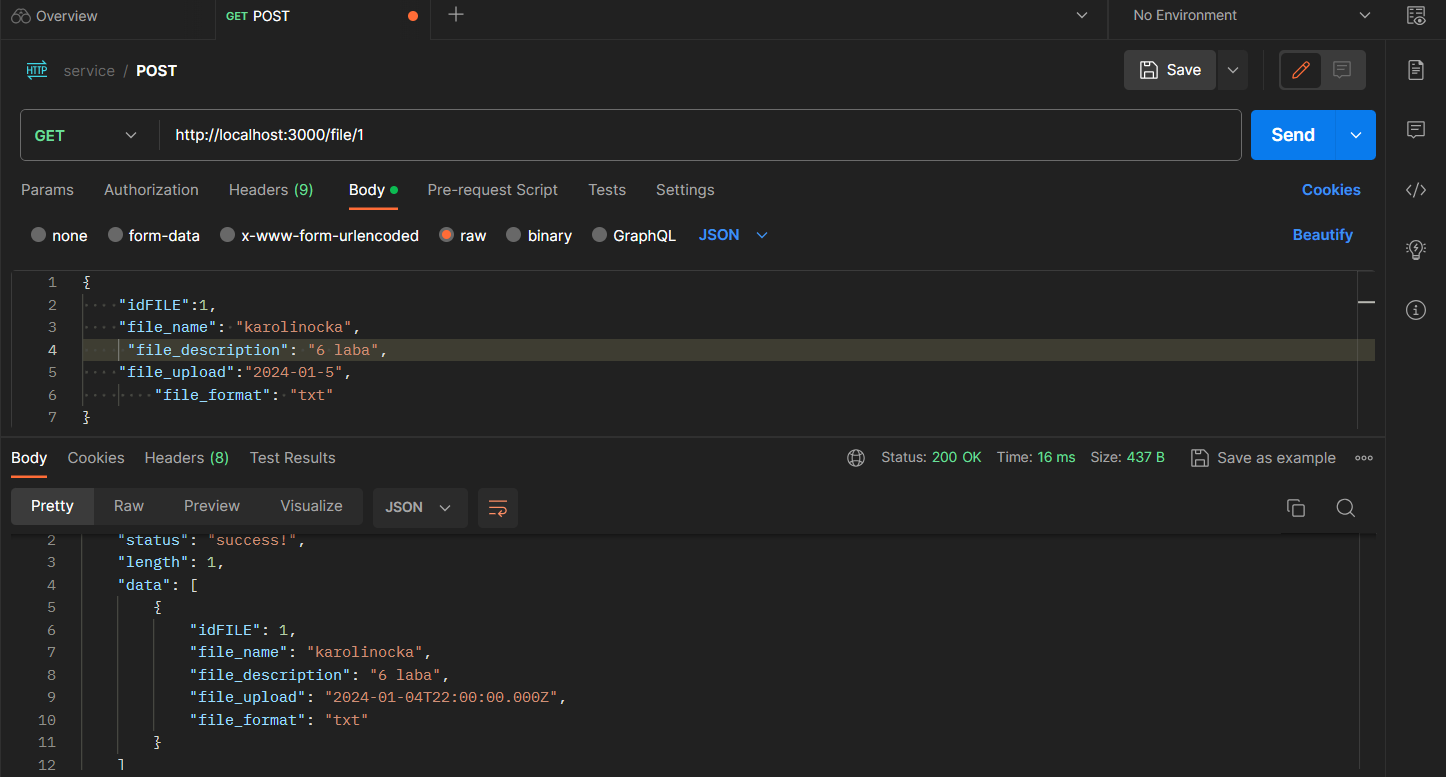 Overview
GET POST
No Environment
HTTP service / POST
Save
GET
http://localhost:3000/file/1
Send
Params Authorization Headers (9) Body Pre-request Script Tests Settings Cookies
none form-data x-www-form-urlencoded raw binary GraphQL JSON Beautify
1 {
2 "idFILE":1,
3 "file_name": "karolinocka",
4 "file_description": "6 laba",
5 "file_upload":"2024-01-5",
6 "file_format": "txt"
7 }
Body Cookies Headers (8) Test Results Status: 200 OK Time: 16 ms Size: 437 B Save as example
Pretty Raw Preview Visualize JSON
2 "status": "success!",
3 "length": 1,
4 "data": [
5 {
6 "idFILE": 1,
7 "file_name": "karolinocka",
8 "file_description": "6 laba",
9 "file_upload": "2024-01-04T22:00:00.000Z",
10 "file_format": "txt"
11 }
12 ]